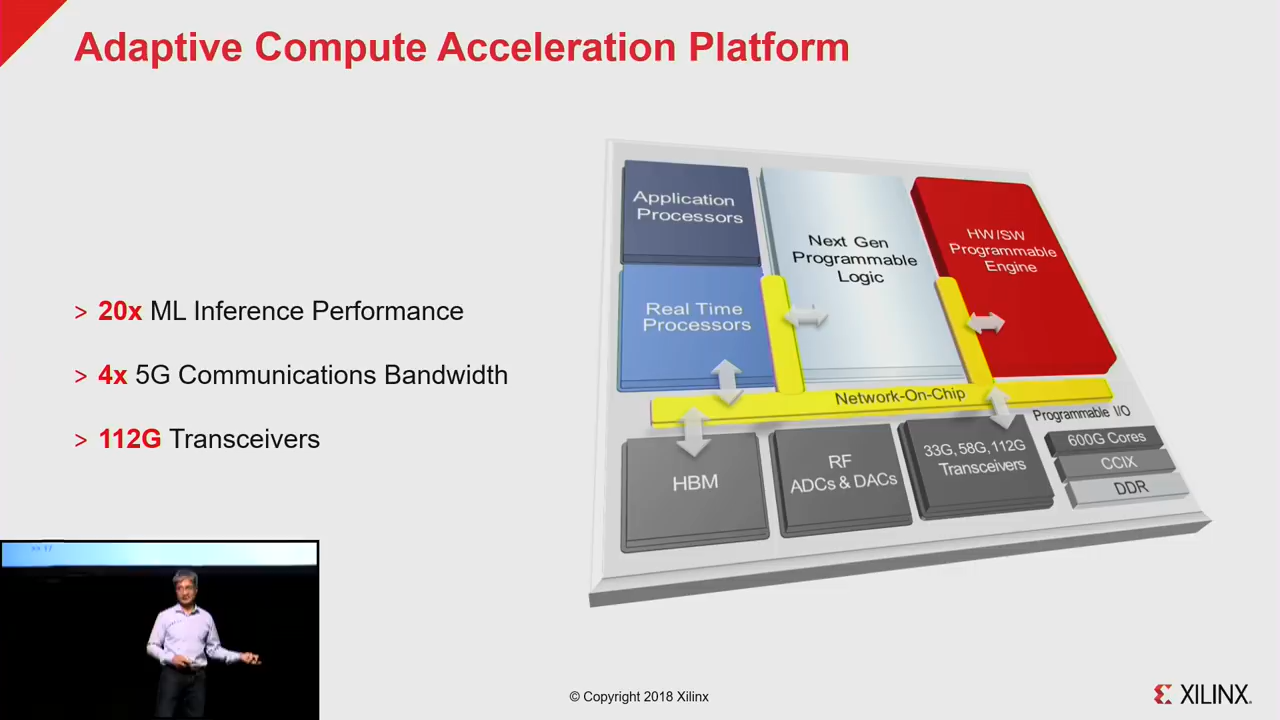 Adaptive Compute Acceleration Platform
> 20x ML Inference Performance
> 4x 5G Communications Bandwidth
> 112G Transceivers
Application
Processors
Real Time
Processors
Next Gen
Programmable
Logic
HW/SW
Programmable
Engine
Network-On-Chip
HBM
RF
ADCs & DACs
33G, 58G, 112G
Transceivers
Programmable I/O
600G Cores
CCIX
DDR
© Copyright 2018 Xilinx
XILINX